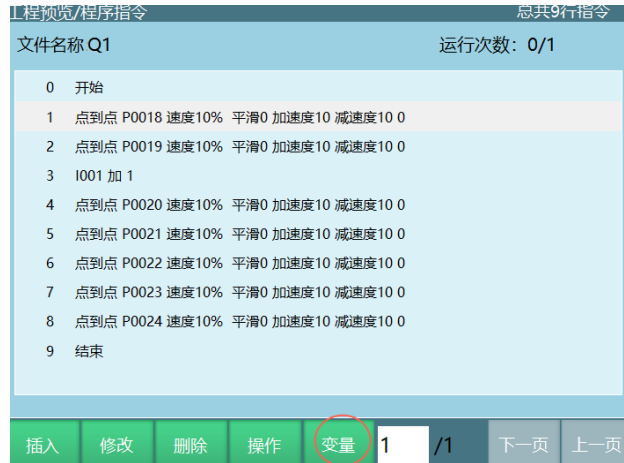 工程预览/程序指令 总共9行指令
文件名称 Q1 运行次数: 0/1
0 开始
1 点到点 P0018 速度10% 平滑0 加速度10 减速度10 0
2 点到点 P0019 速度10% 平滑0 加速度10 减速度10 0
3 I001 加 1
4 点到点 P0020 速度10% 平滑0 加速度10 减速度10 0
5 点到点 P0021 速度10% 平滑0 加速度10 减速度10 0
6 点到点 P0022 速度10% 平滑0 加速度10 减速度10 0
7 点到点 P0023 速度10% 平滑0 加速度10 减速度10 0
8 点到点 P0024 速度10% 平滑0 加速度10 减速度10 0
9 结束
插入 修改 删除 操作 变量 1 /1 下一页 上一页